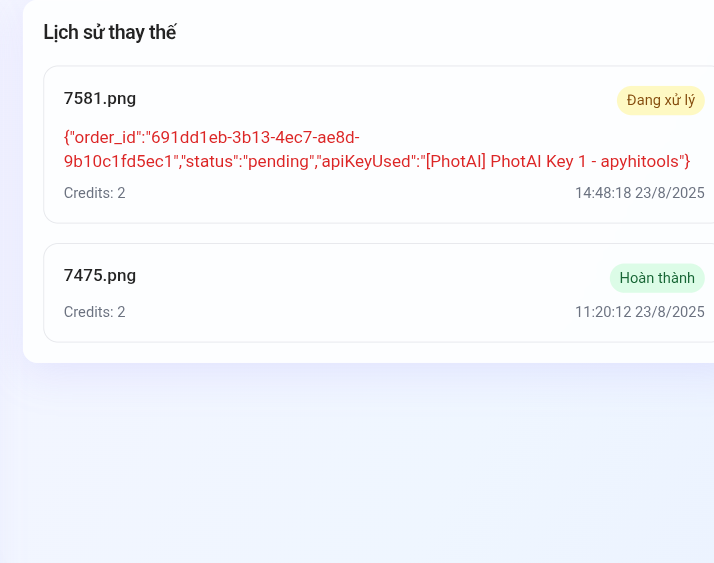 Lịch sử thay thế
7581.png
Đang xử lý
{"order_id":"691dd1eb-3b13-4ec7-ae8d-
9b10c1fd5ec1","status":"pending","apiKeyUsed":"[PhotAI] PhotAI Key 1 - apyhitools"}
Credits: 2
14:48:18 23/8/2025
7475.png
Hoàn thành
Credits: 2
11:20:12 23/8/2025